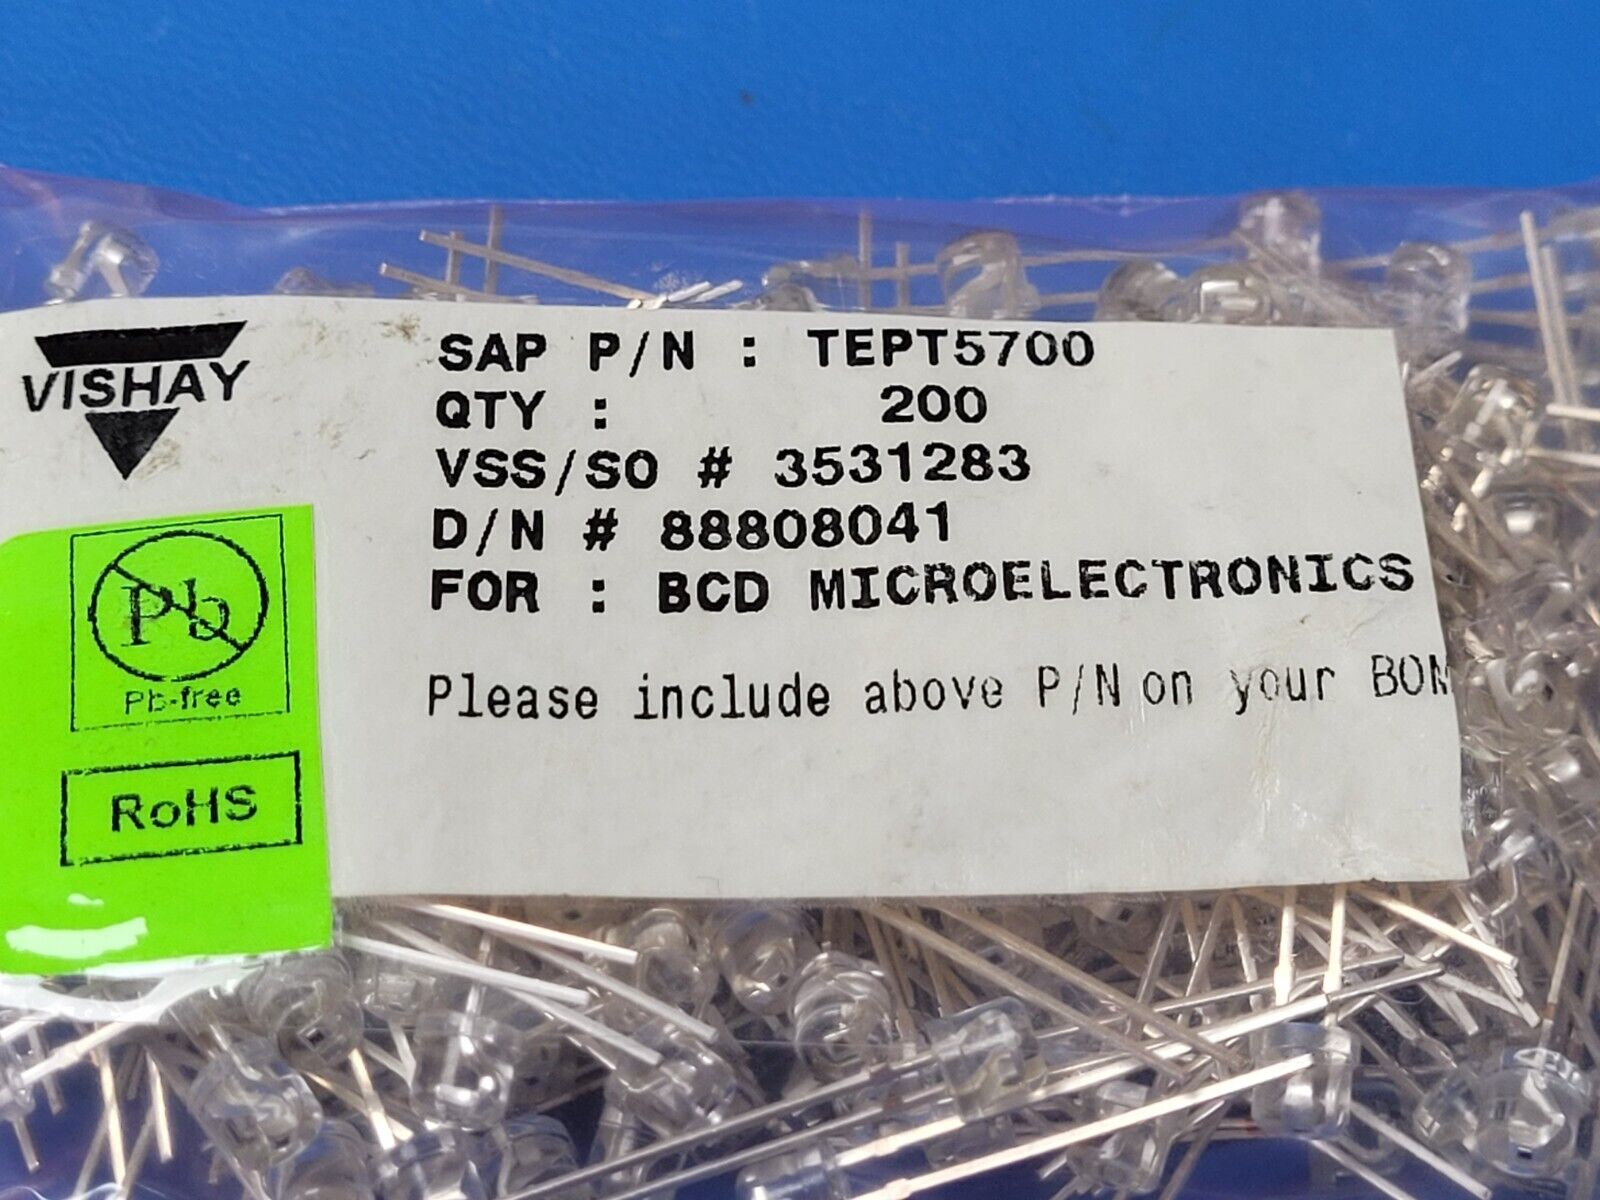 VISHAY
SAP P/N : TEPT5700
QTY : 200
VSS/SO # 3531283
D/N # 88808041
FOR : BCD MICROELECTRONICS
Please include above P/N on your BOM
Pb
Pb-free
RoHS